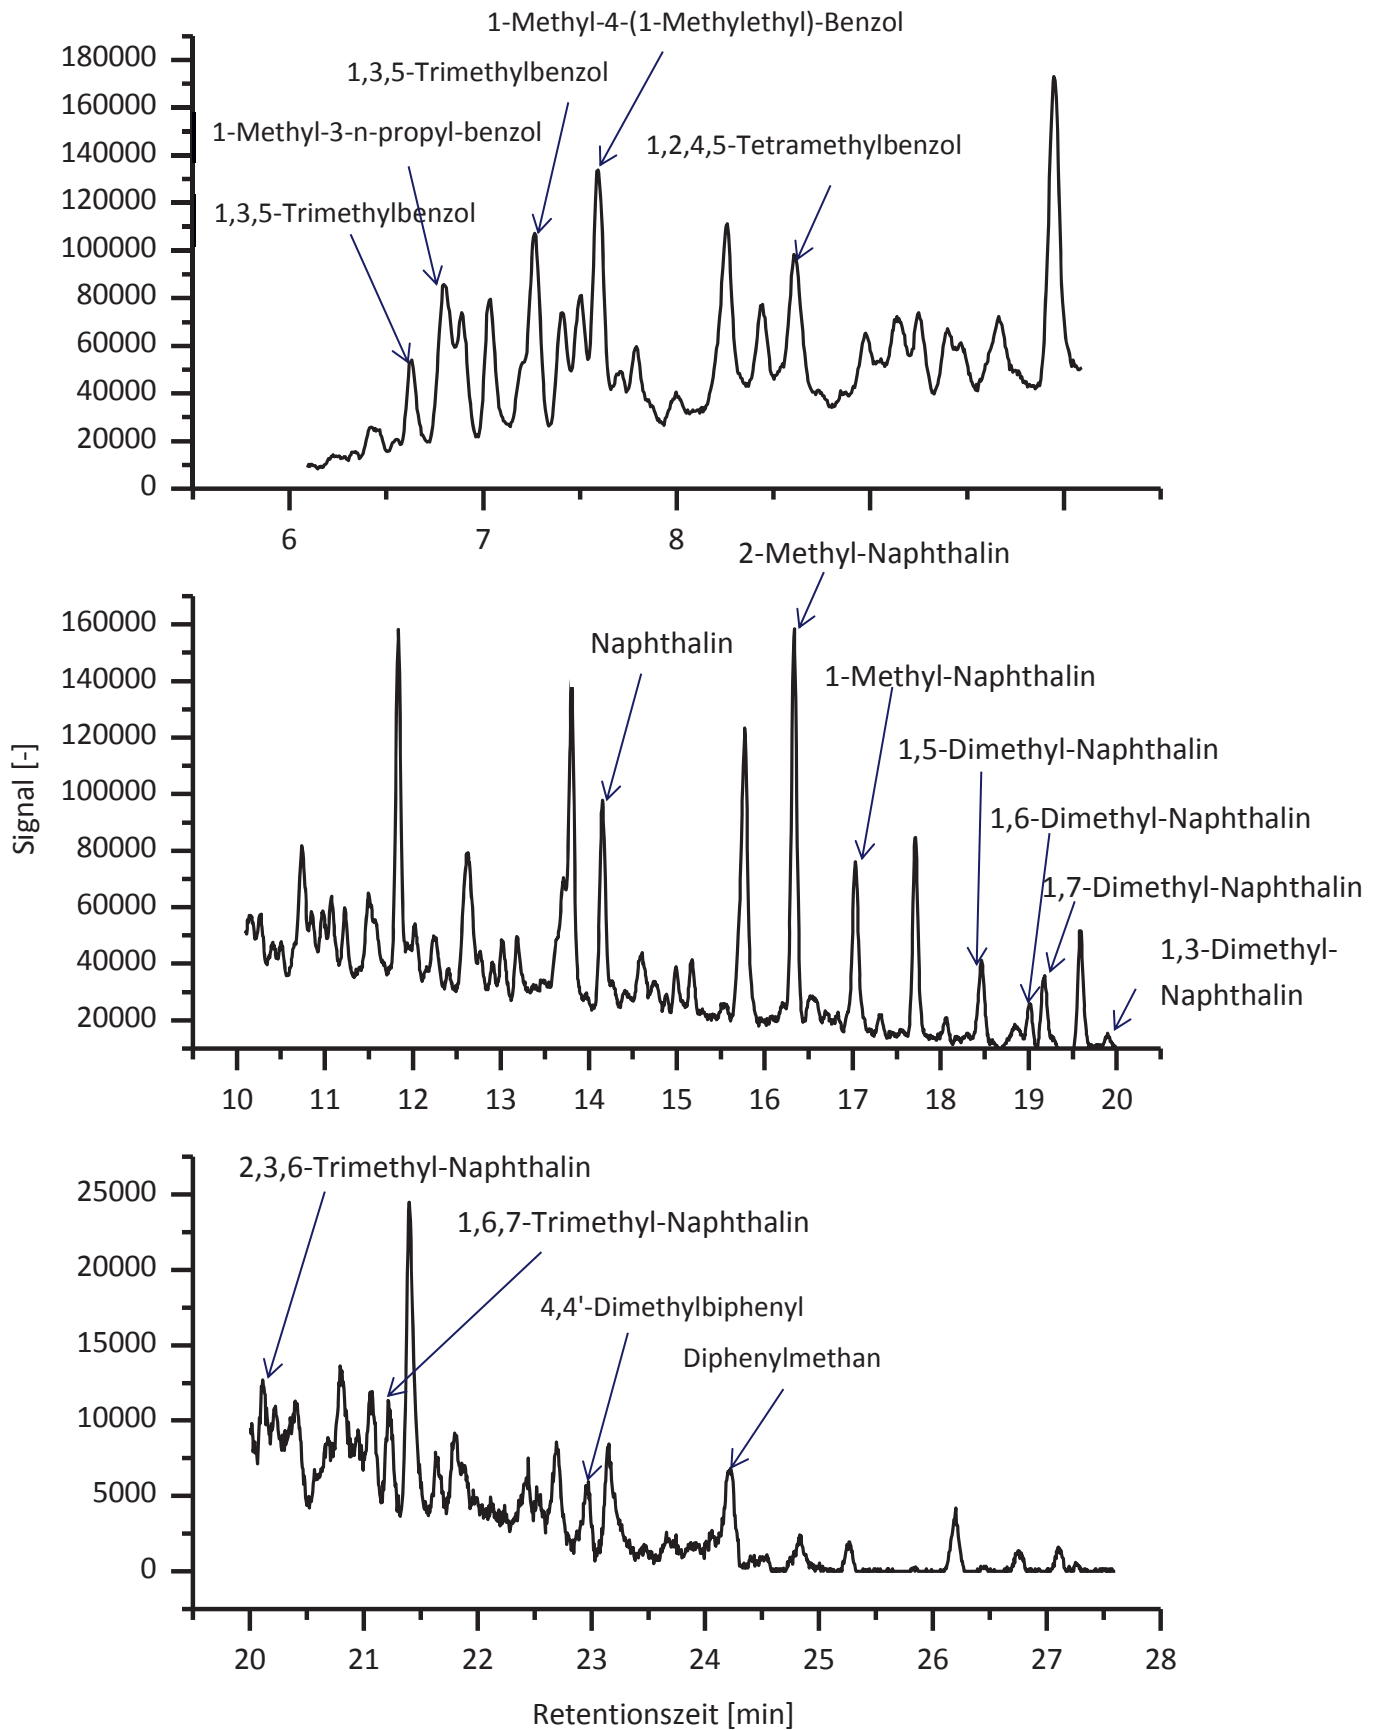 1-Methyl-4-(1-Methylethyl)-Benzol
180000
1,3,5-Trimethylbenzol
160000
1-Methyl-3-n-propyl-benzol
140000
1,2,4,5-Tetramethylbenzol
120000
1,3,5-Trimethylbenzol
100000
80000
60000
40000
20000
0
6 7 8
2-Methyl-Naphthalin
160000
Naphthalin
140000
1-Methyl-Naphthalin
120000
1,5-Dimethyl-Naphthalin
100000
1,6-Dimethyl-Naphthalin
80000
1,7-Dimethyl-Naphthalin
60000
1,3-Dimethyl-
Naphthalin
40000
20000
Signal [-]
10 11 12 13 14 15 16 17 18 19 20
2,3,6-Trimethyl-Naphthalin
25000
1,6,7-Trimethyl-Naphthalin
20000
4,4'-Dimethylbiphenyl
15000
Diphenylmethan
10000
5000
0
20 21 22 23 24 25 26 27 28
Retentionszeit [min]